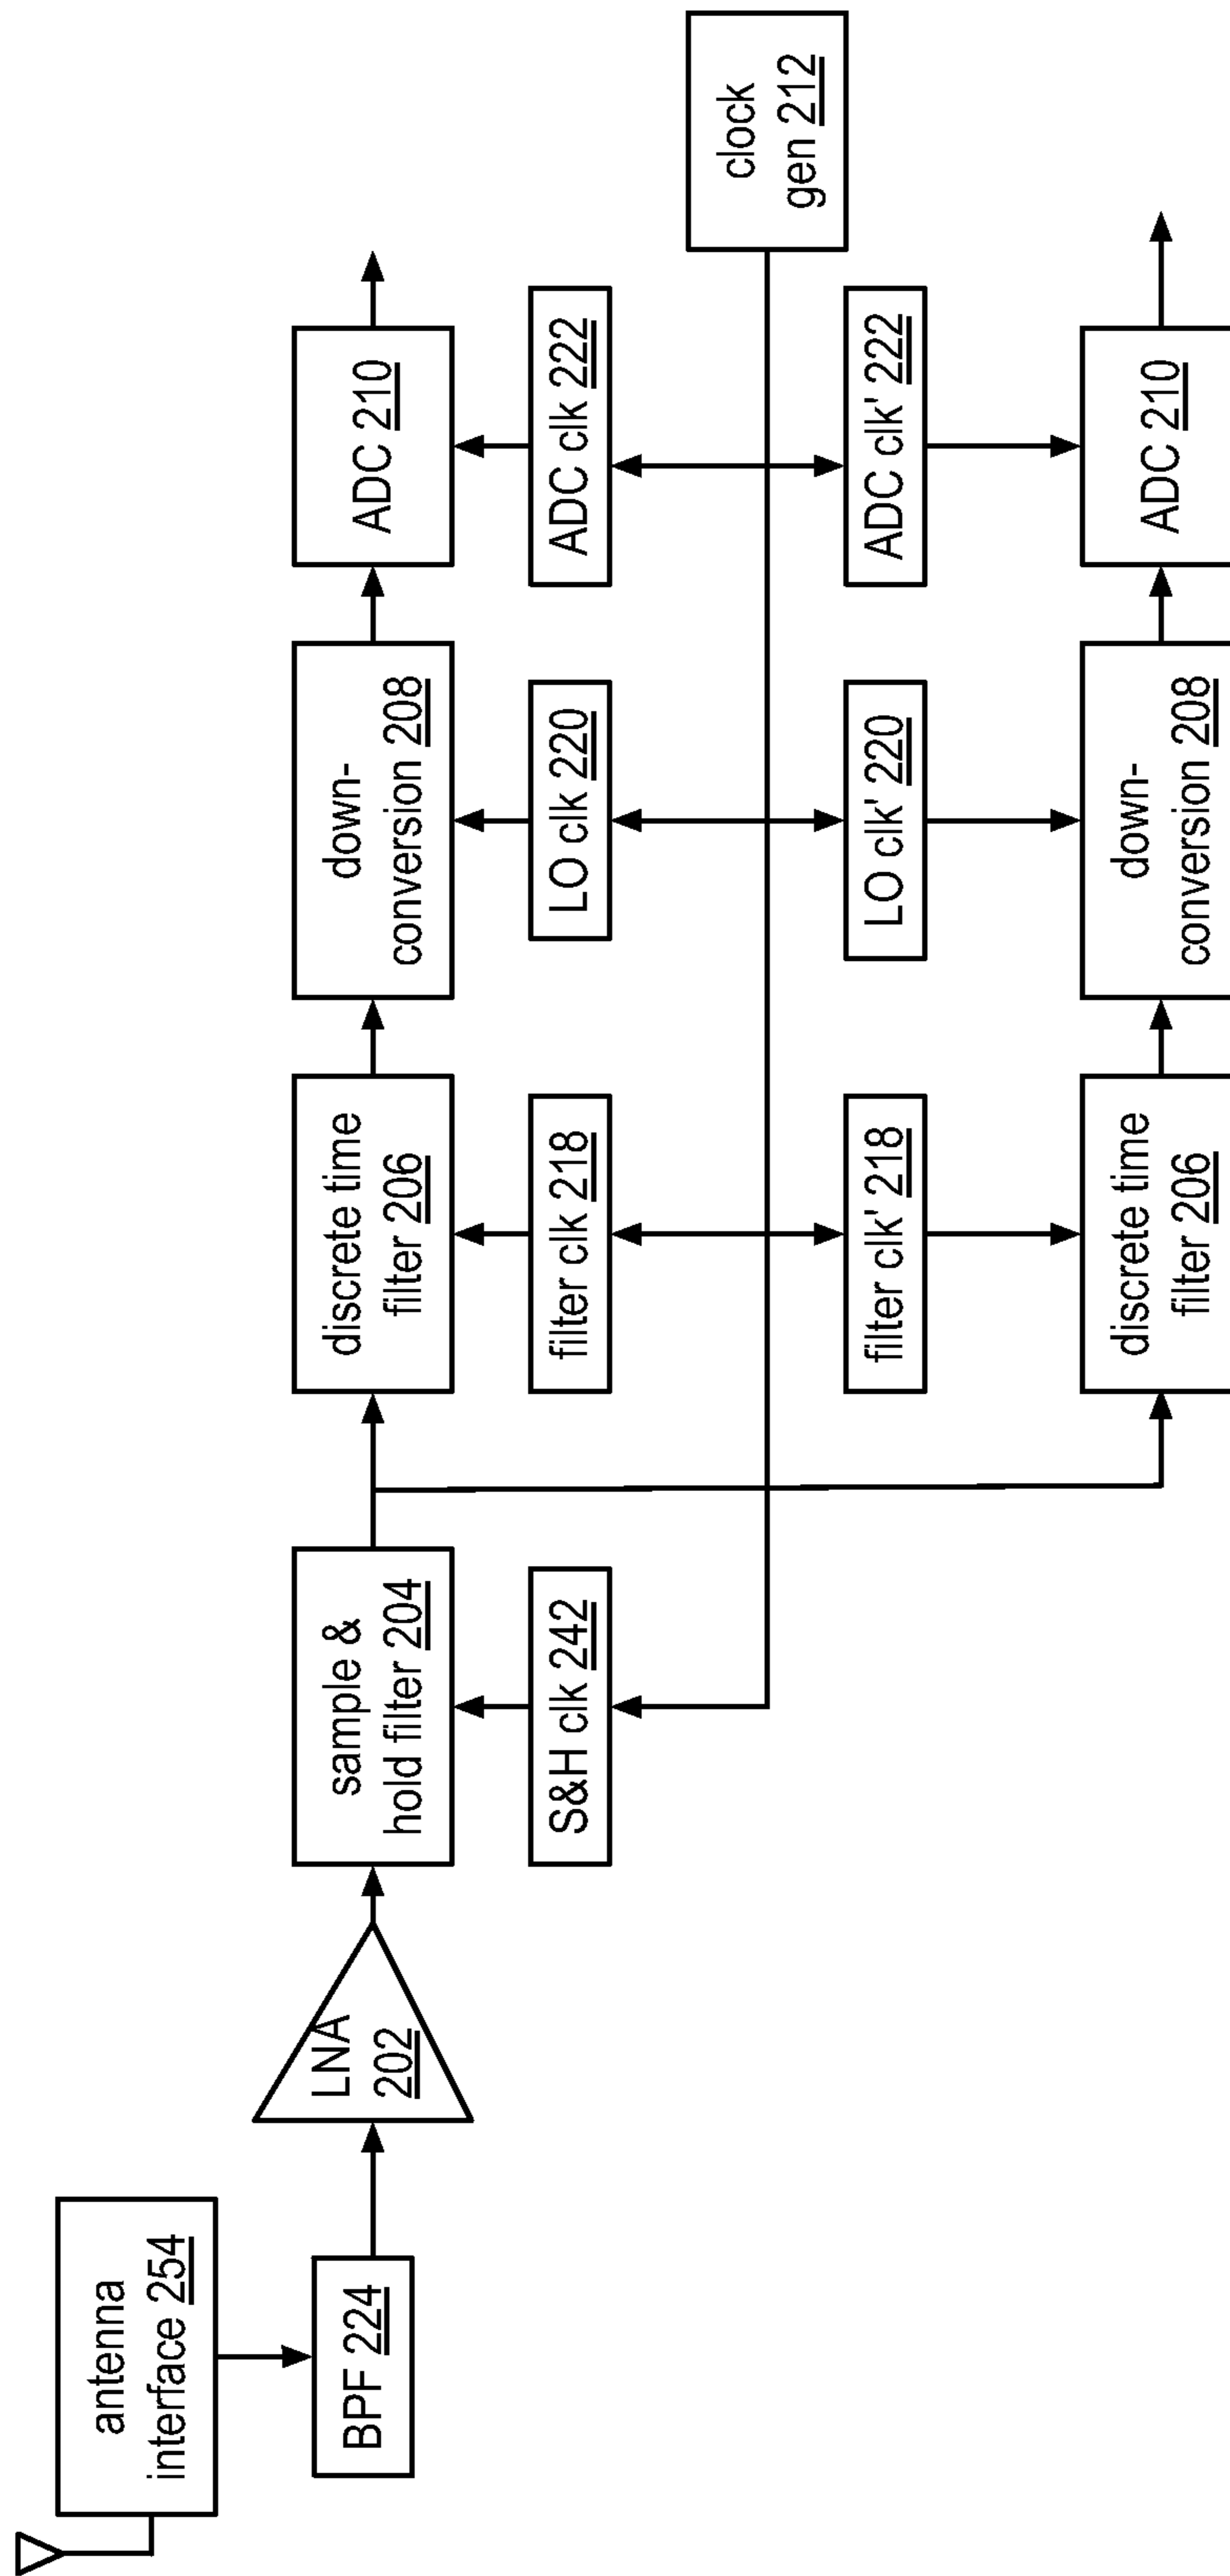 antenna
interface 254
BPF 224
LNA
202
sample &
hold filter 204
S&H clk 242
discrete time
filter 206
down-
conversion 208
ADC 210
filter clk 218
LO clk 220
ADC clk 222
clock
gen 212
filter clk' 218
LO clk' 220
ADC clk' 222
discrete time
filter 206
down-
conversion 208
ADC 210